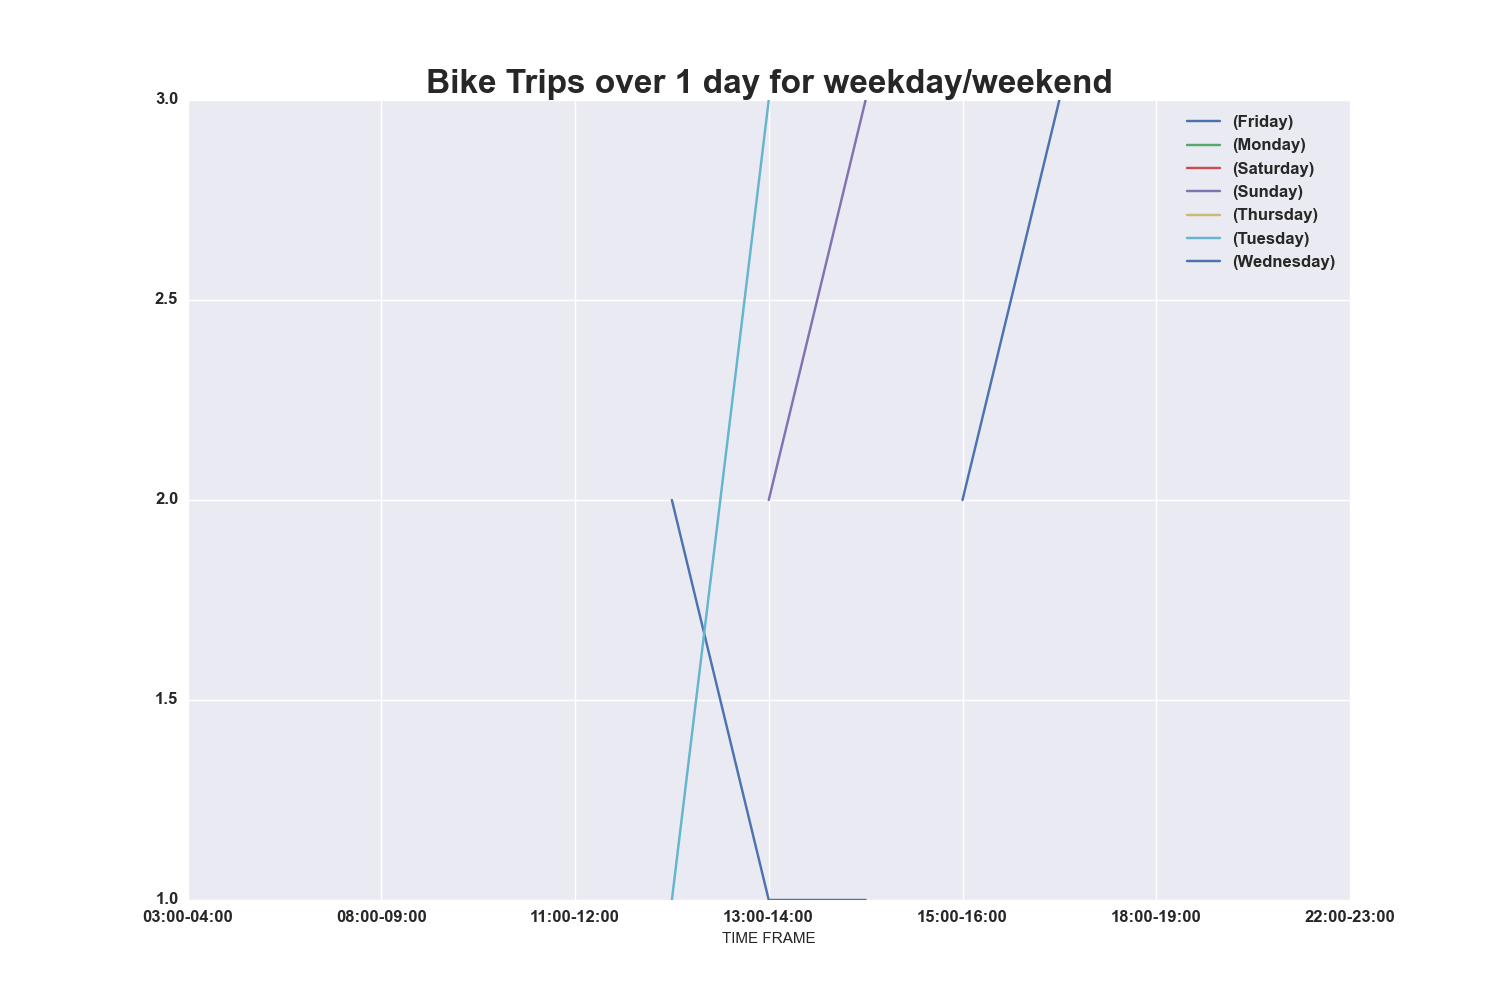 Bike Trips over 1 day for weekday/weekend
3.0
2.5
2.0
1.5
1.0
(Friday)
(Monday)
(Saturday)
(Sunday)
(Thursday)
(Tuesday)
(Wednesday)
03:00-04:00 08:00-09:00 11:00-12:00 13:00-14:00 15:00-16:00 18:00-19:00 22:00-23:00
TIME FRAME